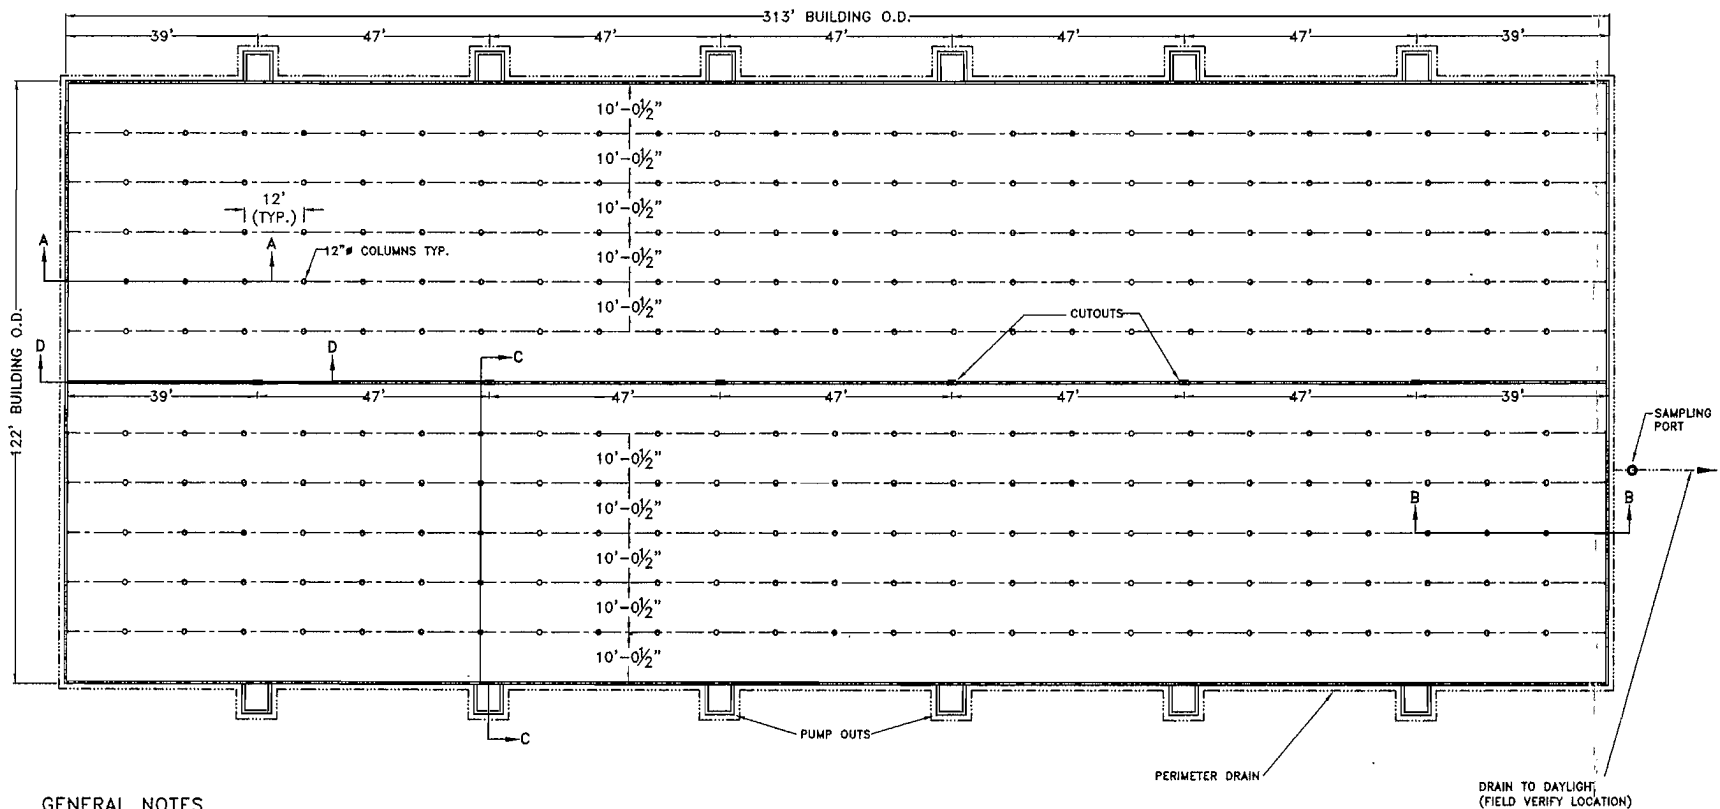 313' BUILDING O.D.
39' 47' 47' 47' 47' 47' 39'
10'-0½"
10'-0½"
12'
(TYP.)
10'-0½"
A
A
12"ø COLUMNS TYP.
10'-0½"
10'-0½"
CUTOUTS
D
D
C
122' BUILDING O.D.
39' 47' 47' 47' 47' 47' 39'
SAMPLING
PORT
10'-0½"
10'-0½"
B
B
10'-0½"
10'-0½"
10'-0½"
C
PUMP OUTS
PERIMETER DRAIN
DRAIN TO DAYLIGHT
(FIELD VERIFY LOCATION)
GENERAL NOTES